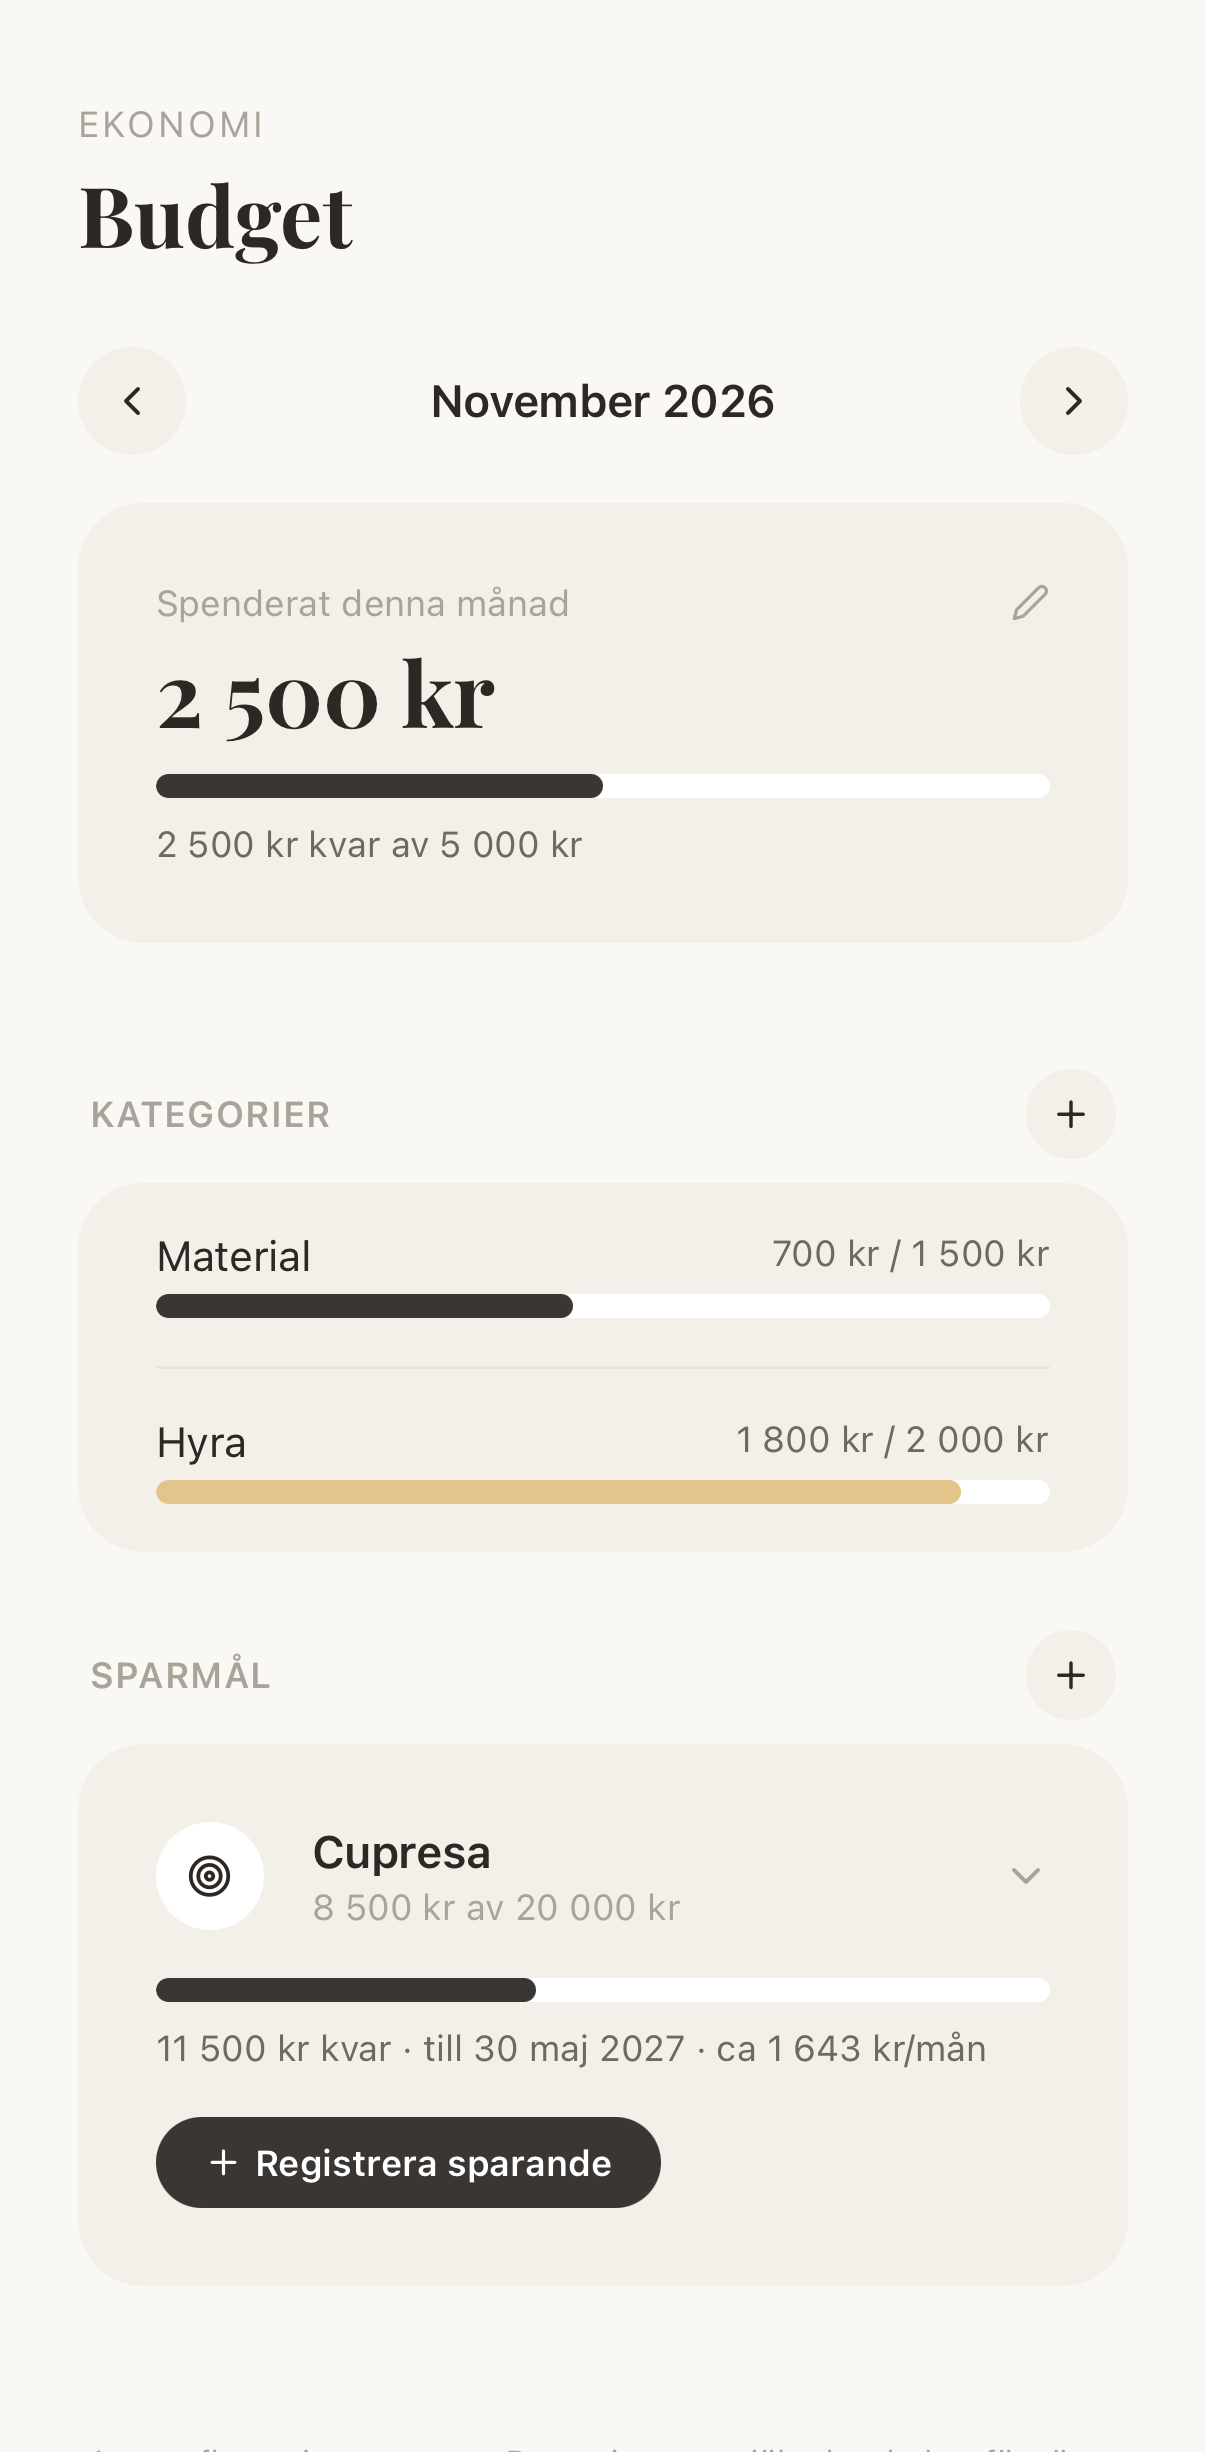 EKONOMI
Budget
November 2026
Spenderat denna månad
2 500 kr
2 500 kr kvar av 5 000 kr
KATEGORIER
Material
700 kr / 1 500 kr
Hyra
1 800 kr / 2 000 kr
SPARMÅL
Cupresa
8 500 kr av 20 000 kr
11 500 kr kvar · till 30 maj 2027 · ca 1 643 kr/mån
+ Registrera sparande